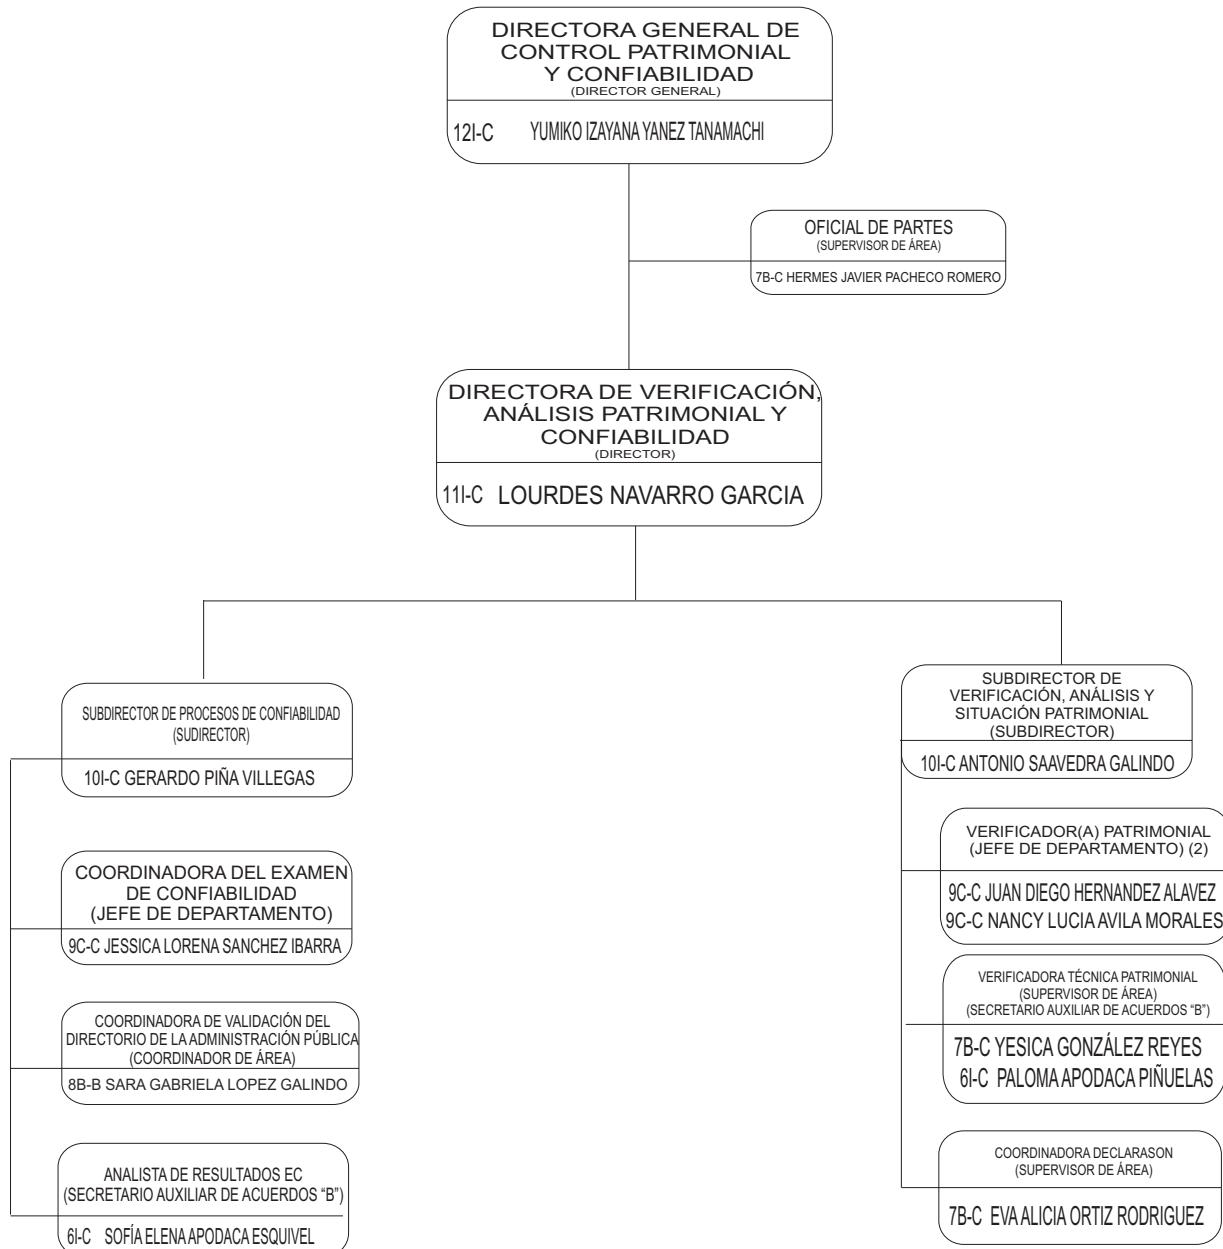 DIRECTORA GENERAL DE
CONTROL PATRIMONIAL
Y CONFIABILIDAD
(DIRECTOR GENERAL)
12I-C YUMIKO IZAYANA YANEZ TANAMACHI
OFICIAL DE PARTES
(SUPERVISOR DE ÁREA)
7B-C HERMES JAVIER PACHECO ROMERO
DIRECTORA DE VERIFICACIÓN,
ANÁLISIS PATRIMONIAL Y
CONFIABILIDAD
(DIRECTOR)
11I-C LOURDES NAVARRO GARCIA
SUBDIRECTOR DE PROCESOS DE CONFIABILIDAD
(SUDIRECTOR)
10I-C GERARDO PIÑA VILLEGAS
COORDINADORA DEL EXAMEN
DE CONFIABILIDAD
(JEFE DE DEPARTAMENTO)
9C-C JESSICA LORENA SANCHEZ IBARRA
COORDINADORA DE VALIDACIÓN DEL
DIRECTORIO DE LA ADMINISTRACIÓN PÚBLICA
(COORDINADOR DE ÁREA)
8B-B SARA GABRIELA LOPEZ GALINDO
ANALISTA DE RESULTADOS EC
(SECRETARIO AUXILIAR DE ACUERDOS “B”)
6I-C SOFÍA ELENA APODACA ESQUIVEL
SUBDIRECTOR DE
VERIFICACIÓN, ANÁLISIS Y
SITUACIÓN PATRIMONIAL
(SUBDIRECTOR)
10I-C ANTONIO SAAVEDRA GALINDO
VERIFICADOR(A) PATRIMONIAL
(JEFE DE DEPARTAMENTO) (2)
9C-C JUAN DIEGO HERNANDEZ ALAVEZ
9C-C NANCY LUCIA AVILA MORALES
VERIFICADORA TÉCNICA PATRIMONIAL
(SUPERVISOR DE ÁREA)
(SECRETARIO AUXILIAR DE ACUERDOS “B”)
7B-C YESICA GONZÁLEZ REYES
6I-C PALOMA APODACA PIÑUELAS
COORDINADORA DECLARASON
(SUPERVISOR DE ÁREA)
7B-C EVA ALICIA ORTIZ RODRIGUEZ